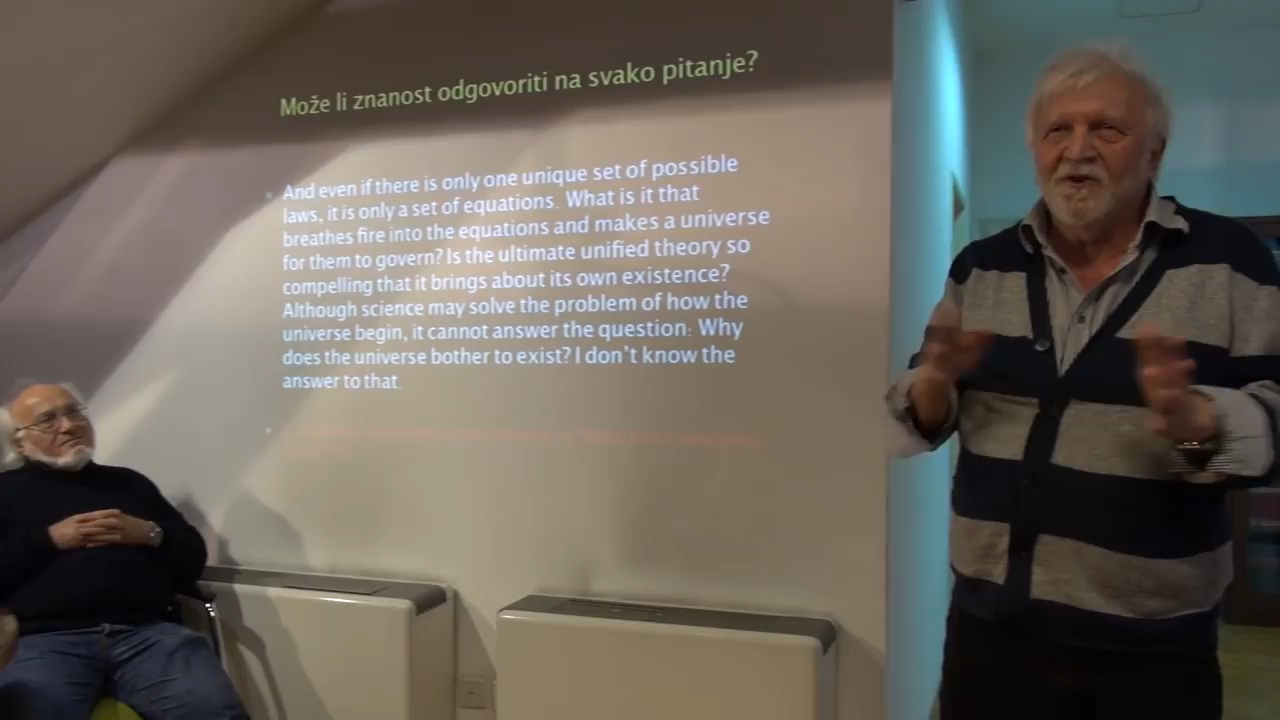 Može li znanost odgovoriti na svako pitanje?
And even if there is only one unique set of possible
laws, it is only a set of equations. What is it that
breathes fire into the equations and makes a universe
for them to govern? Is the ultimate unified theory so
compelling that it brings about its own existence?
Although science may solve the problem of how the
universe begin, it cannot answer the question: Why
does the universe bother to exist? I don't know the
answer to that.